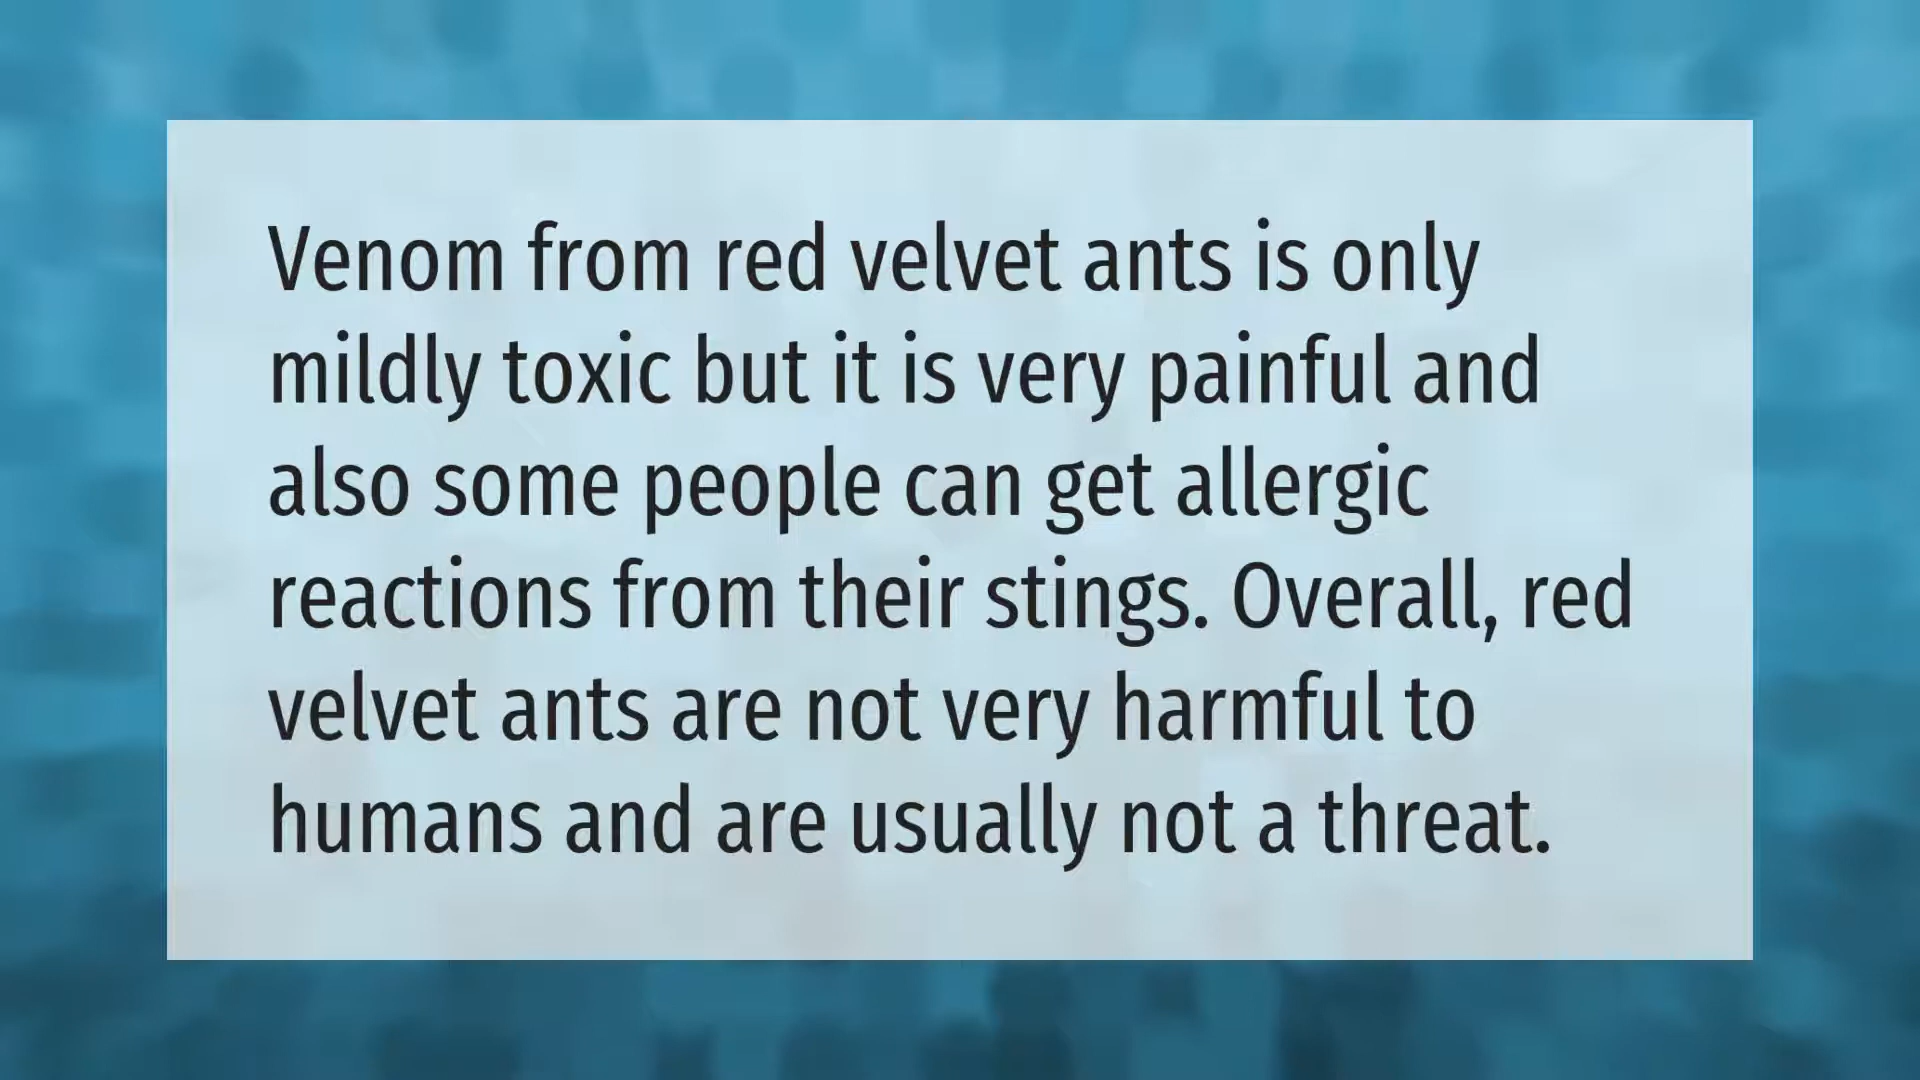 Venom from red velvet ants is only
mildly toxic but it is very painful and
also some people can get allergic
reactions from their stings. Overall, red
velvet ants are not very harmful to
humans and are usually not a threat.